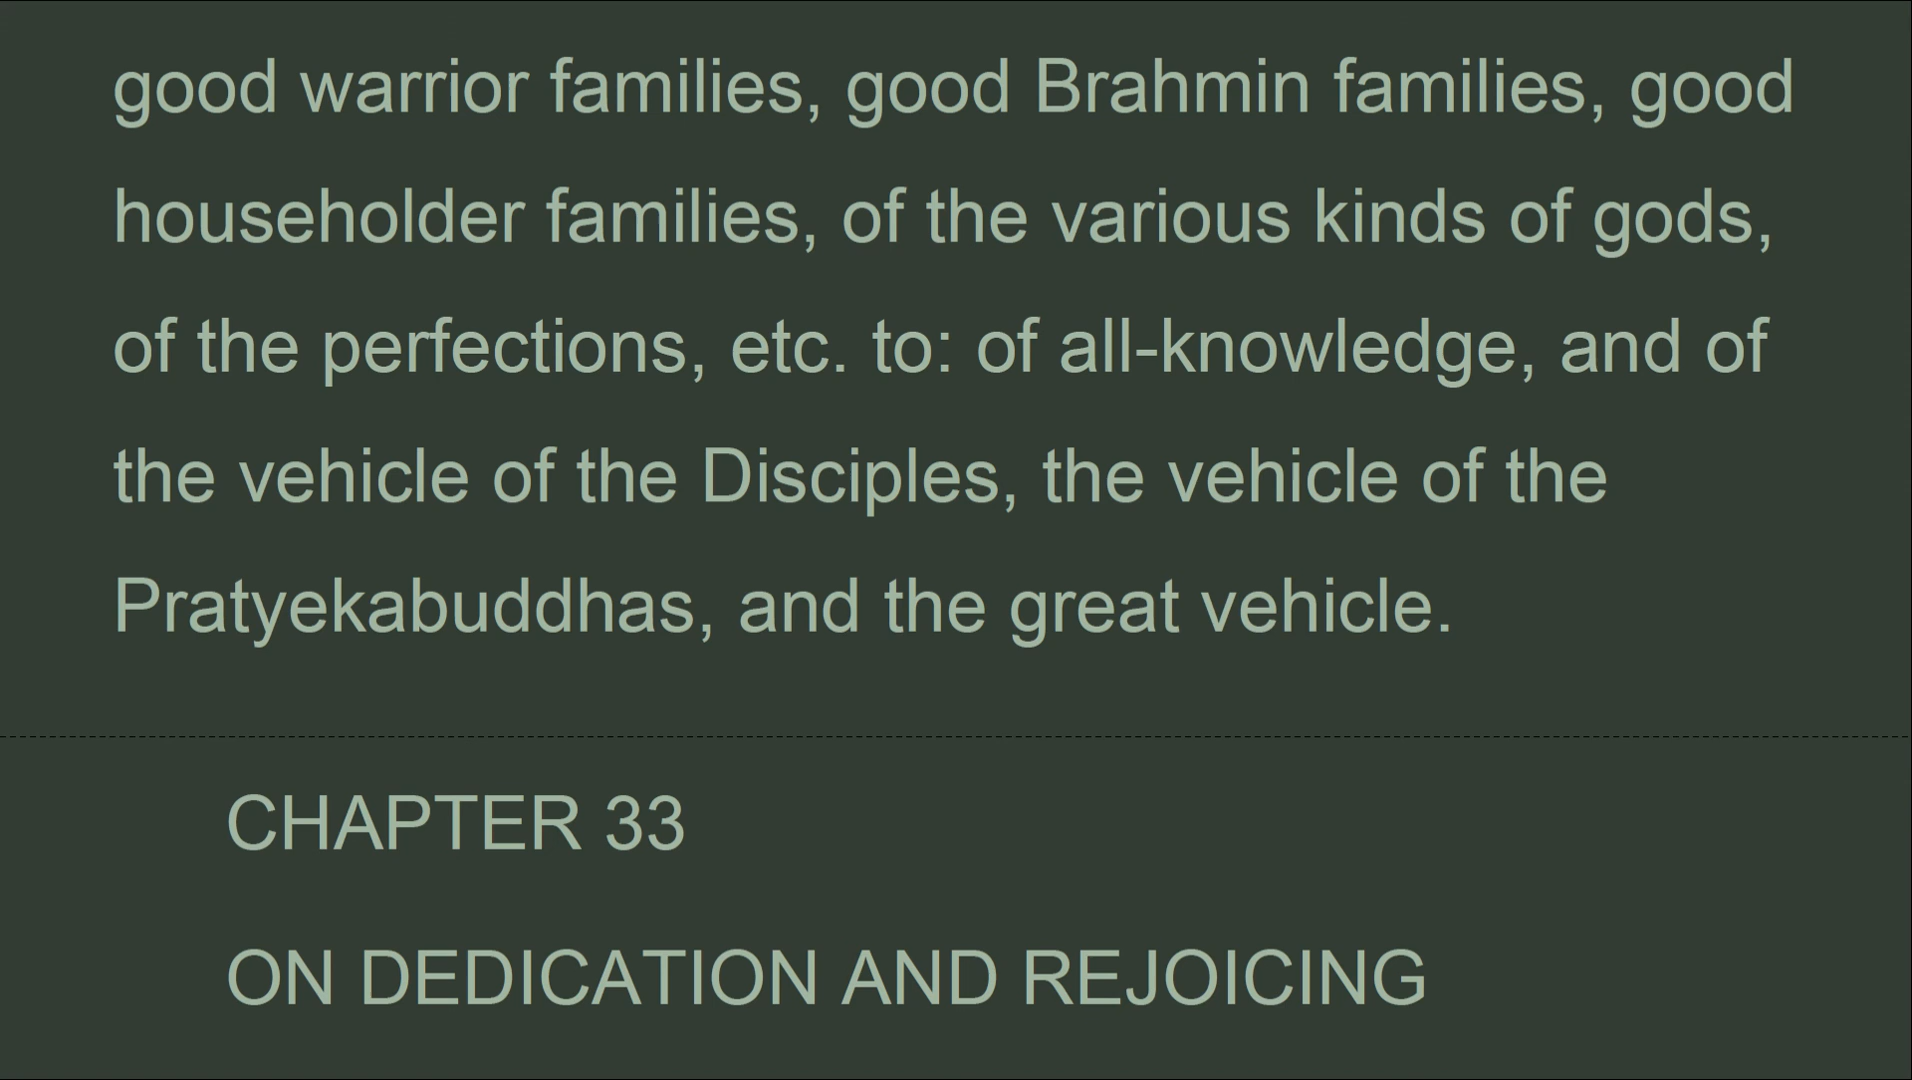 good warrior families, good Brahmin families, good
householder families, of the various kinds of gods,
of the perfections, etc. to: of all-knowledge, and of
the vehicle of the Disciples, the vehicle of the
Pratyekabuddhas, and the great vehicle.
CHAPTER 33
ON DEDICATION AND REJOICING